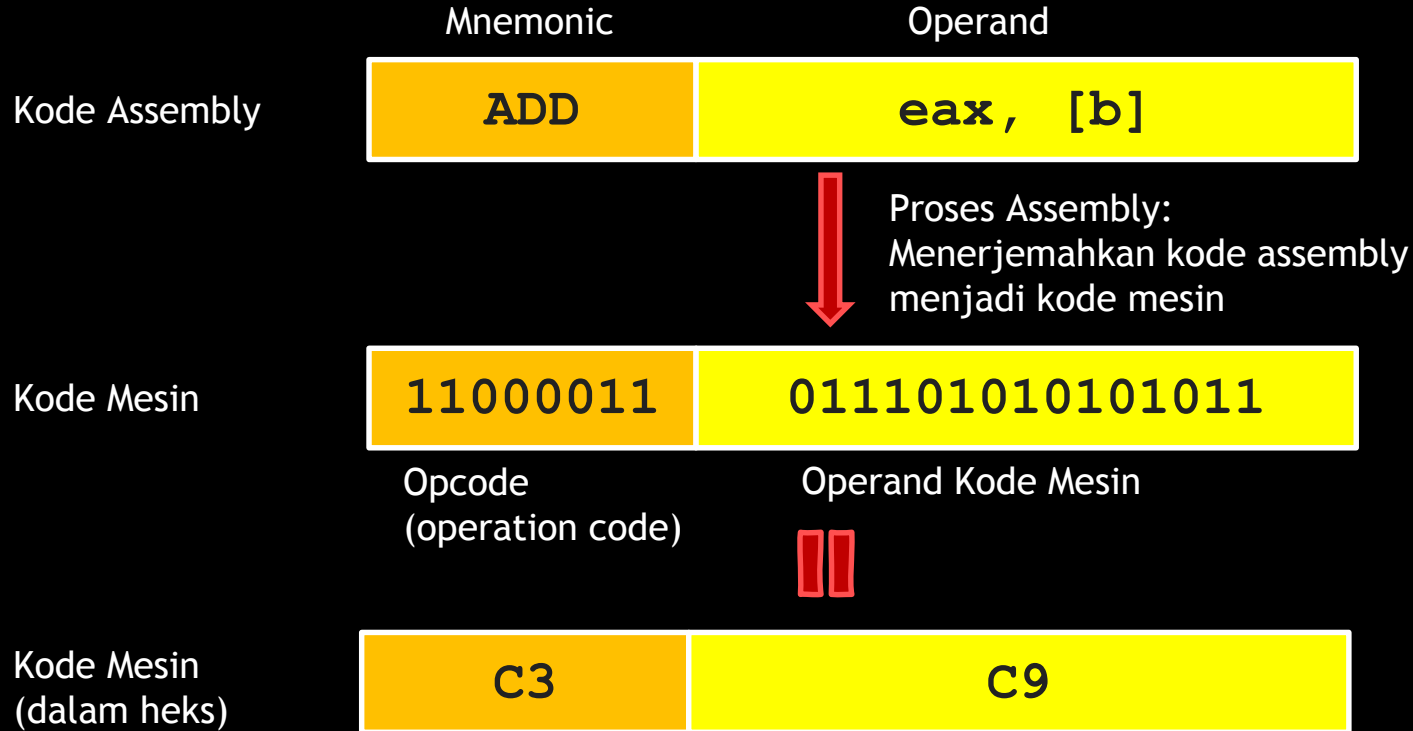 Mnemonic Operand
Kode Assembly ADD eax, [b]
Proses Assembly:
Menerjemahkan kode assembly
menjadi kode mesin
Kode Mesin 11000011 011101010101011
Opcode Operand Kode Mesin
(operation code)
Kode Mesin
(dalam heks) C3 C9